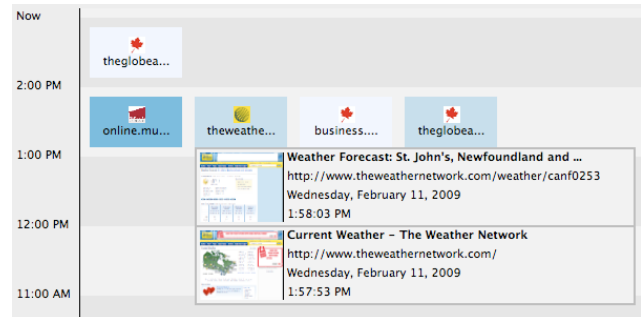 Now
theglobea...
2:00 PM
online.mu...
theweathe...
business....
theglobea...
1:00 PM
Weather Forecast: St. John's, Newfoundland and ...
http://www.theweathernetwork.com/weather/canf0253
Wednesday, February 11, 2009
1:58:03 PM
12:00 PM
Current Weather – The Weather Network
http://www.theweathernetwork.com/
Wednesday, February 11, 2009
1:57:53 PM
11:00 AM